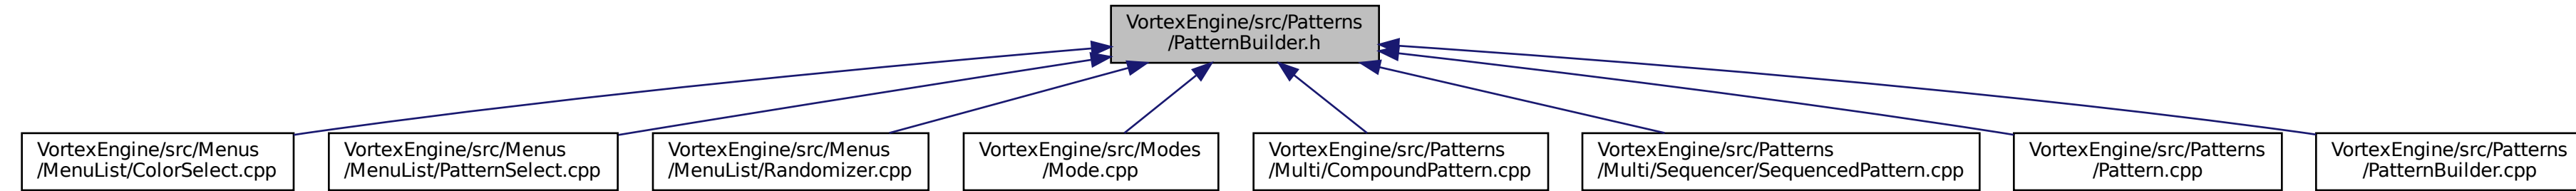 VortexEngine/src/Patterns
/PatternBuilder.h
VortexEngine/src/Menus
/MenuList/ColorSelect.cpp
VortexEngine/src/Menus
/MenuList/PatternSelect.cpp
VortexEngine/src/Menus
/MenuList/Randomizer.cpp
VortexEngine/src/Modes
/Mode.cpp
VortexEngine/src/Patterns
/Multi/CompoundPattern.cpp
VortexEngine/src/Patterns
/Multi/Sequencer/SequencedPattern.cpp
VortexEngine/src/Patterns
/Pattern.cpp
VortexEngine/src/Patterns
/PatternBuilder.cpp